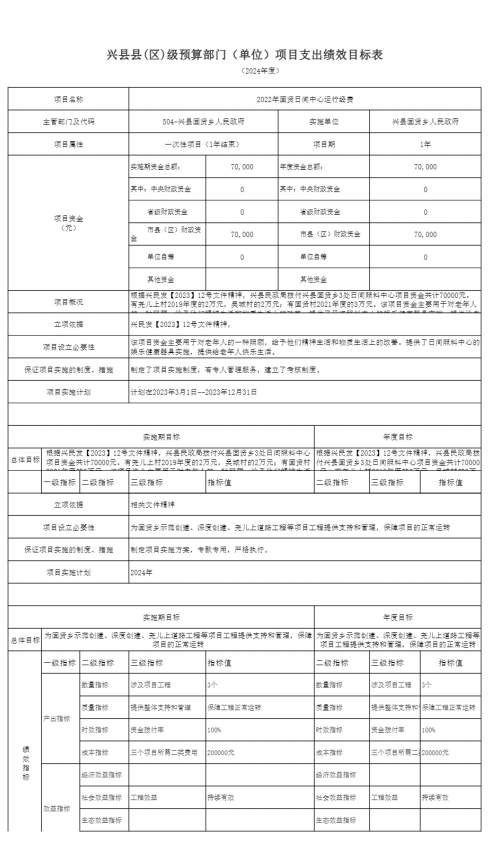 兴县县(区)级预算部门（单位）项目支出绩效目标表
（2024年度）
项目名称 2022年固贤日间中心运行经费
主管部门及代码 504-兴县固贤乡人民政府 实施单位 兴县固贤乡人民政府
项目属性 一次性项目（1年结束） 项目期 1年
项目资金（元） 实施期资金总额： 70,000 年度资金总额： 70,000
其中：中央财政资金 0 其中：中央财政资金 0
省级财政资金 0 省级财政资金 0
市县（区）财政资金 70,000 市县（区）财政资金 70,000
单位自筹 0 单位自筹 0
其他资金 其他资金
项目概况 根据兴民发【2023】12号文件精神，兴县民政局拨付兴县固贤乡3处日间照料中心项目资金共计70000元。
有尧儿上村2019年度的2万元，吴城村的2万元；有固贤村2021年度的3万元。该项目资金主要用于对老年人
立项依据 兴民发【2023】12号文件精神，
项目设立必要性 该项目资金主要用于对老年人的一种照顾，给予他们精神生活和物质生活上的改善。提供了日间照料中心的
娱乐健康器具实施，提供给老年人快乐生活。
保证项目实施的制度、措施 制定了项目实施制度，有专人管理服务，建立了考核制度。
项目实施计划 计划在2023年3月1日--2023年12月31日
实施期目标 年度目标
总体目标 根据兴民发【2023】12号文件精神，兴县民政局拨付兴县固贤乡3处日间照料中心 根据兴民发【2023】12号文件精神，兴县民政局拨
项目资金共计70000元。有尧儿上村2019年度的2万元，吴城村的2万元；有固贤村 付兴县固贤乡3处日间照料中心项目资金共计70000
一级指标 二级指标 三级指标 指标值 二级指标 三级指标 指标值
立项依据 相关文件精神
项目设立必要性 为固贤乡示范创建、深度创建、尧儿上道路工程等项目工程提供支持和管理，保障项目的正常运转
保证项目实施的制度、措施 制定项目实施方案，专款专用，严格执行。
项目实施计划 2024年
实施期目标 年度目标
总体目标 为固贤乡示范创建、深度创建、尧儿上道路工程等项目工程提供支持和管理，保障 为固贤乡示范创建、深度创建、尧儿上道路工程等
项目的正常运转 项目工程提供支持和管理，保障项目的正常运转
绩效指标 一级指标 二级指标 三级指标 指标值 二级指标 三级指标 指标值
产出指标 数量指标 涉及项目工程 3个 数量指标 涉及项目工程 3个
质量指标 提供整体支持和管理 保障工程正常运转 质量指标 提供整体支持和 保障工程正常运转
时效指标 资金拨付率 100% 时效指标 资金拨付率 100%
成本指标 三个项目所需二类费用 200000元 成本指标 三个项目所需二 200000元
效益指标 经济效益指标 经济效益指标
社会效益指标 工程效益 持续有效 社会效益指标 工程效益 持续有效
生态效益指标 生态效益指标